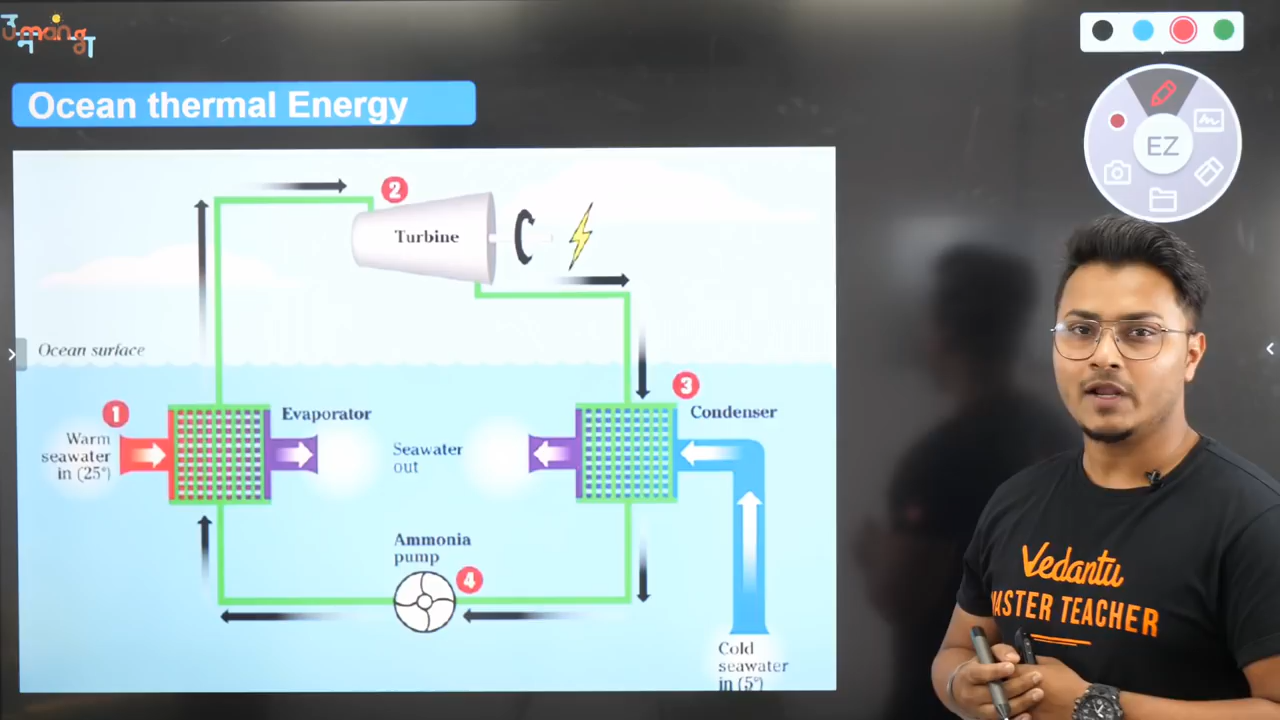 उmang
Ocean thermal Energy
EZ
2
Turbine
Ocean surface
1
Evaporator
3
Condenser
Warm
seawater
in (25°)
Seawater
out
Ammonia
pump
4
Cold
seawater
in (5°)
Vedantu
MASTER TEACHER